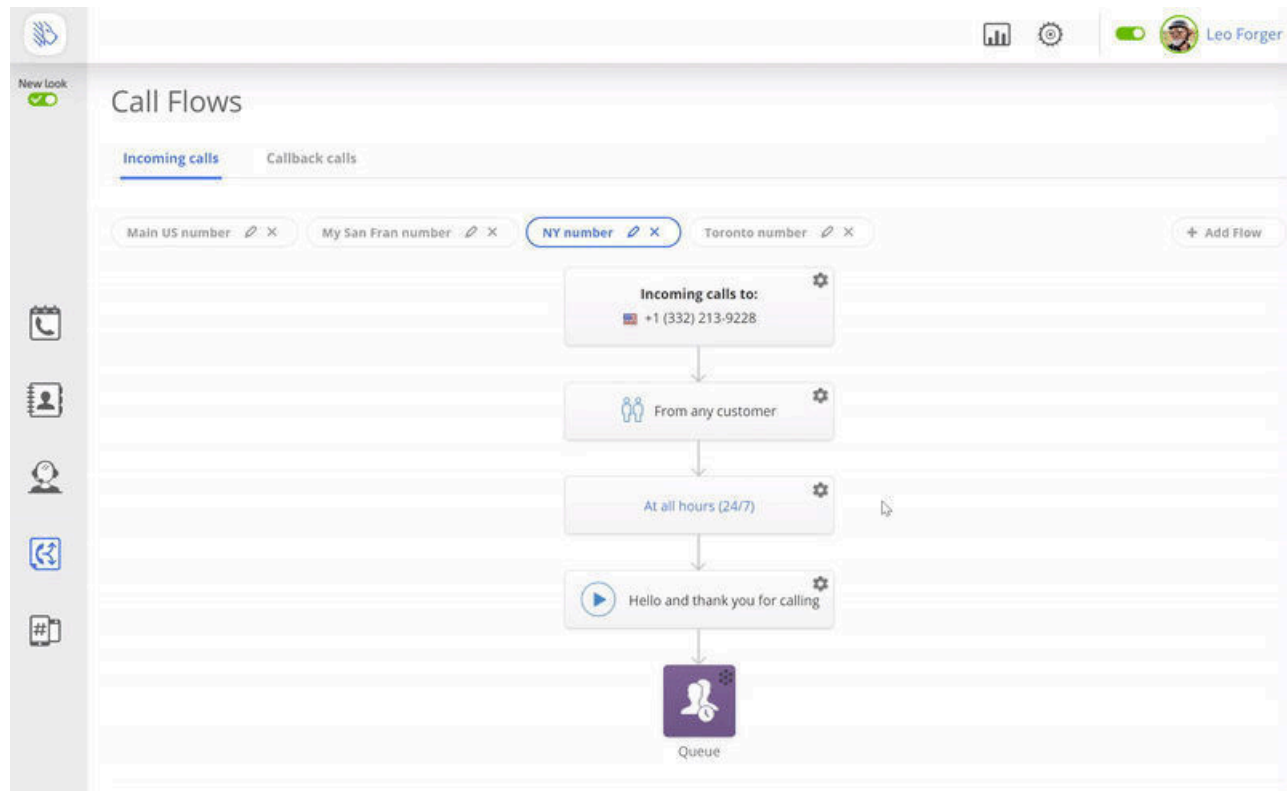 Leo Forger
New Look
Call Flows
Incoming calls
Callback calls
Main US number
My San Fran number
NY number
Toronto number
+ Add Flow
Incoming calls to:
+1 (332) 213-9228
From any customer
At all hours (24/7)
Hello and thank you for calling
#
Queue